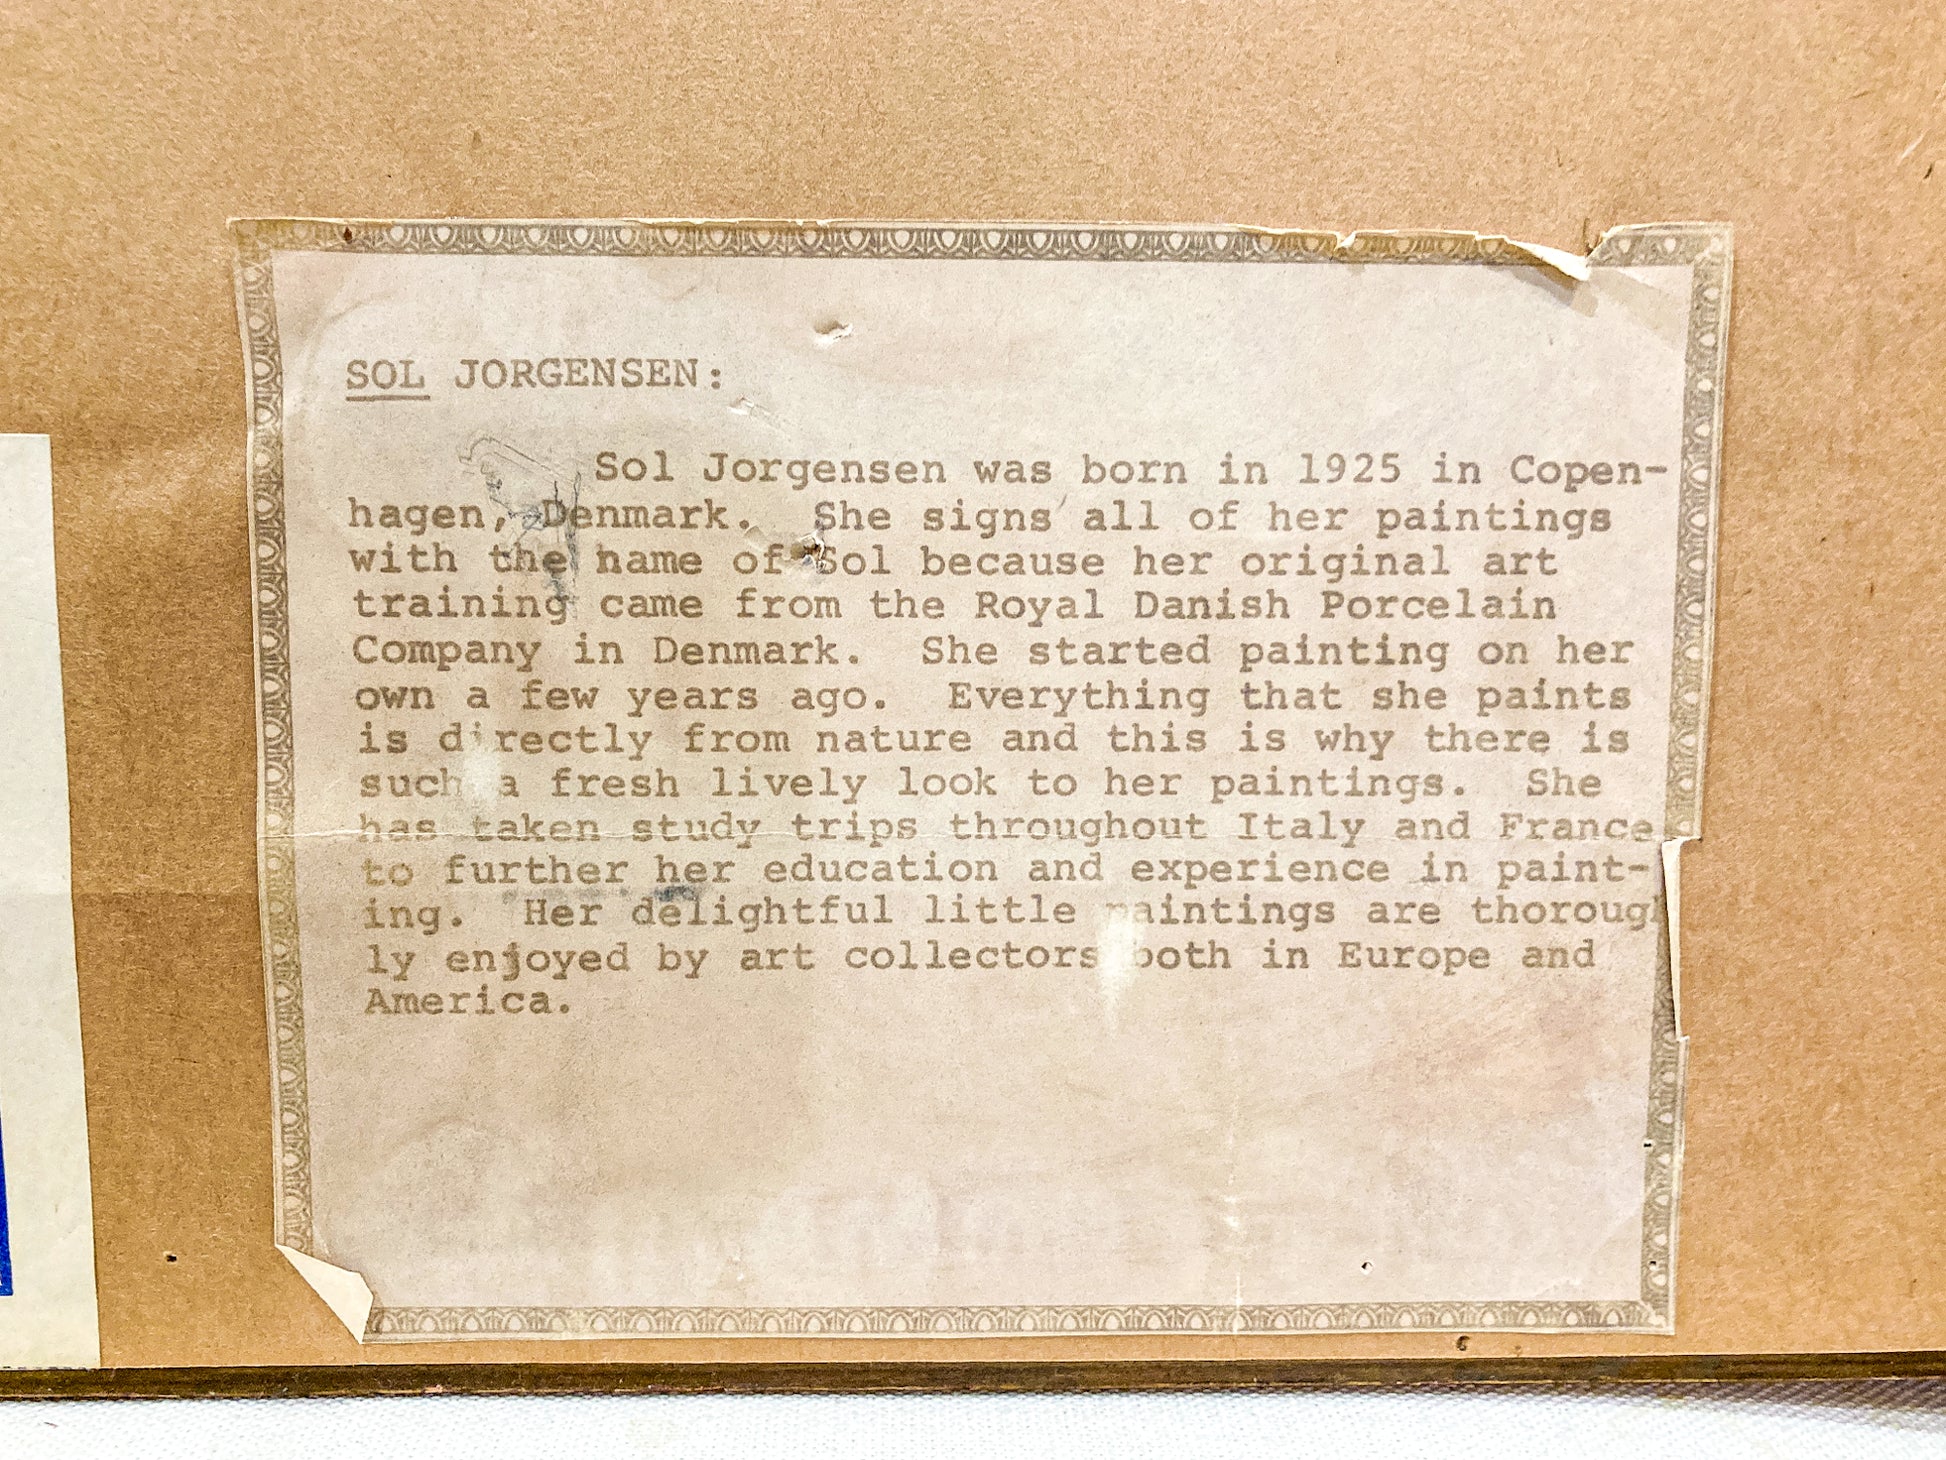 SOL JORGENSEN:
Sol Jorgensen was born in 1925 in Copen-
hagen, Denmark. She signs all of her paintings
with the name of Sol because her original art
training came from the Royal Danish Porcelain
Company in Denmark. She started painting on her
own a few years ago. Everything that she paints
is directly from nature and this is why there is
such a fresh lively look to her paintings. She
has taken study trips throughout Italy and France
to further her education and experience in paint-
ing. Her delightful little paintings are thorough
ly enjoyed by art collectors both in Europe and
America.